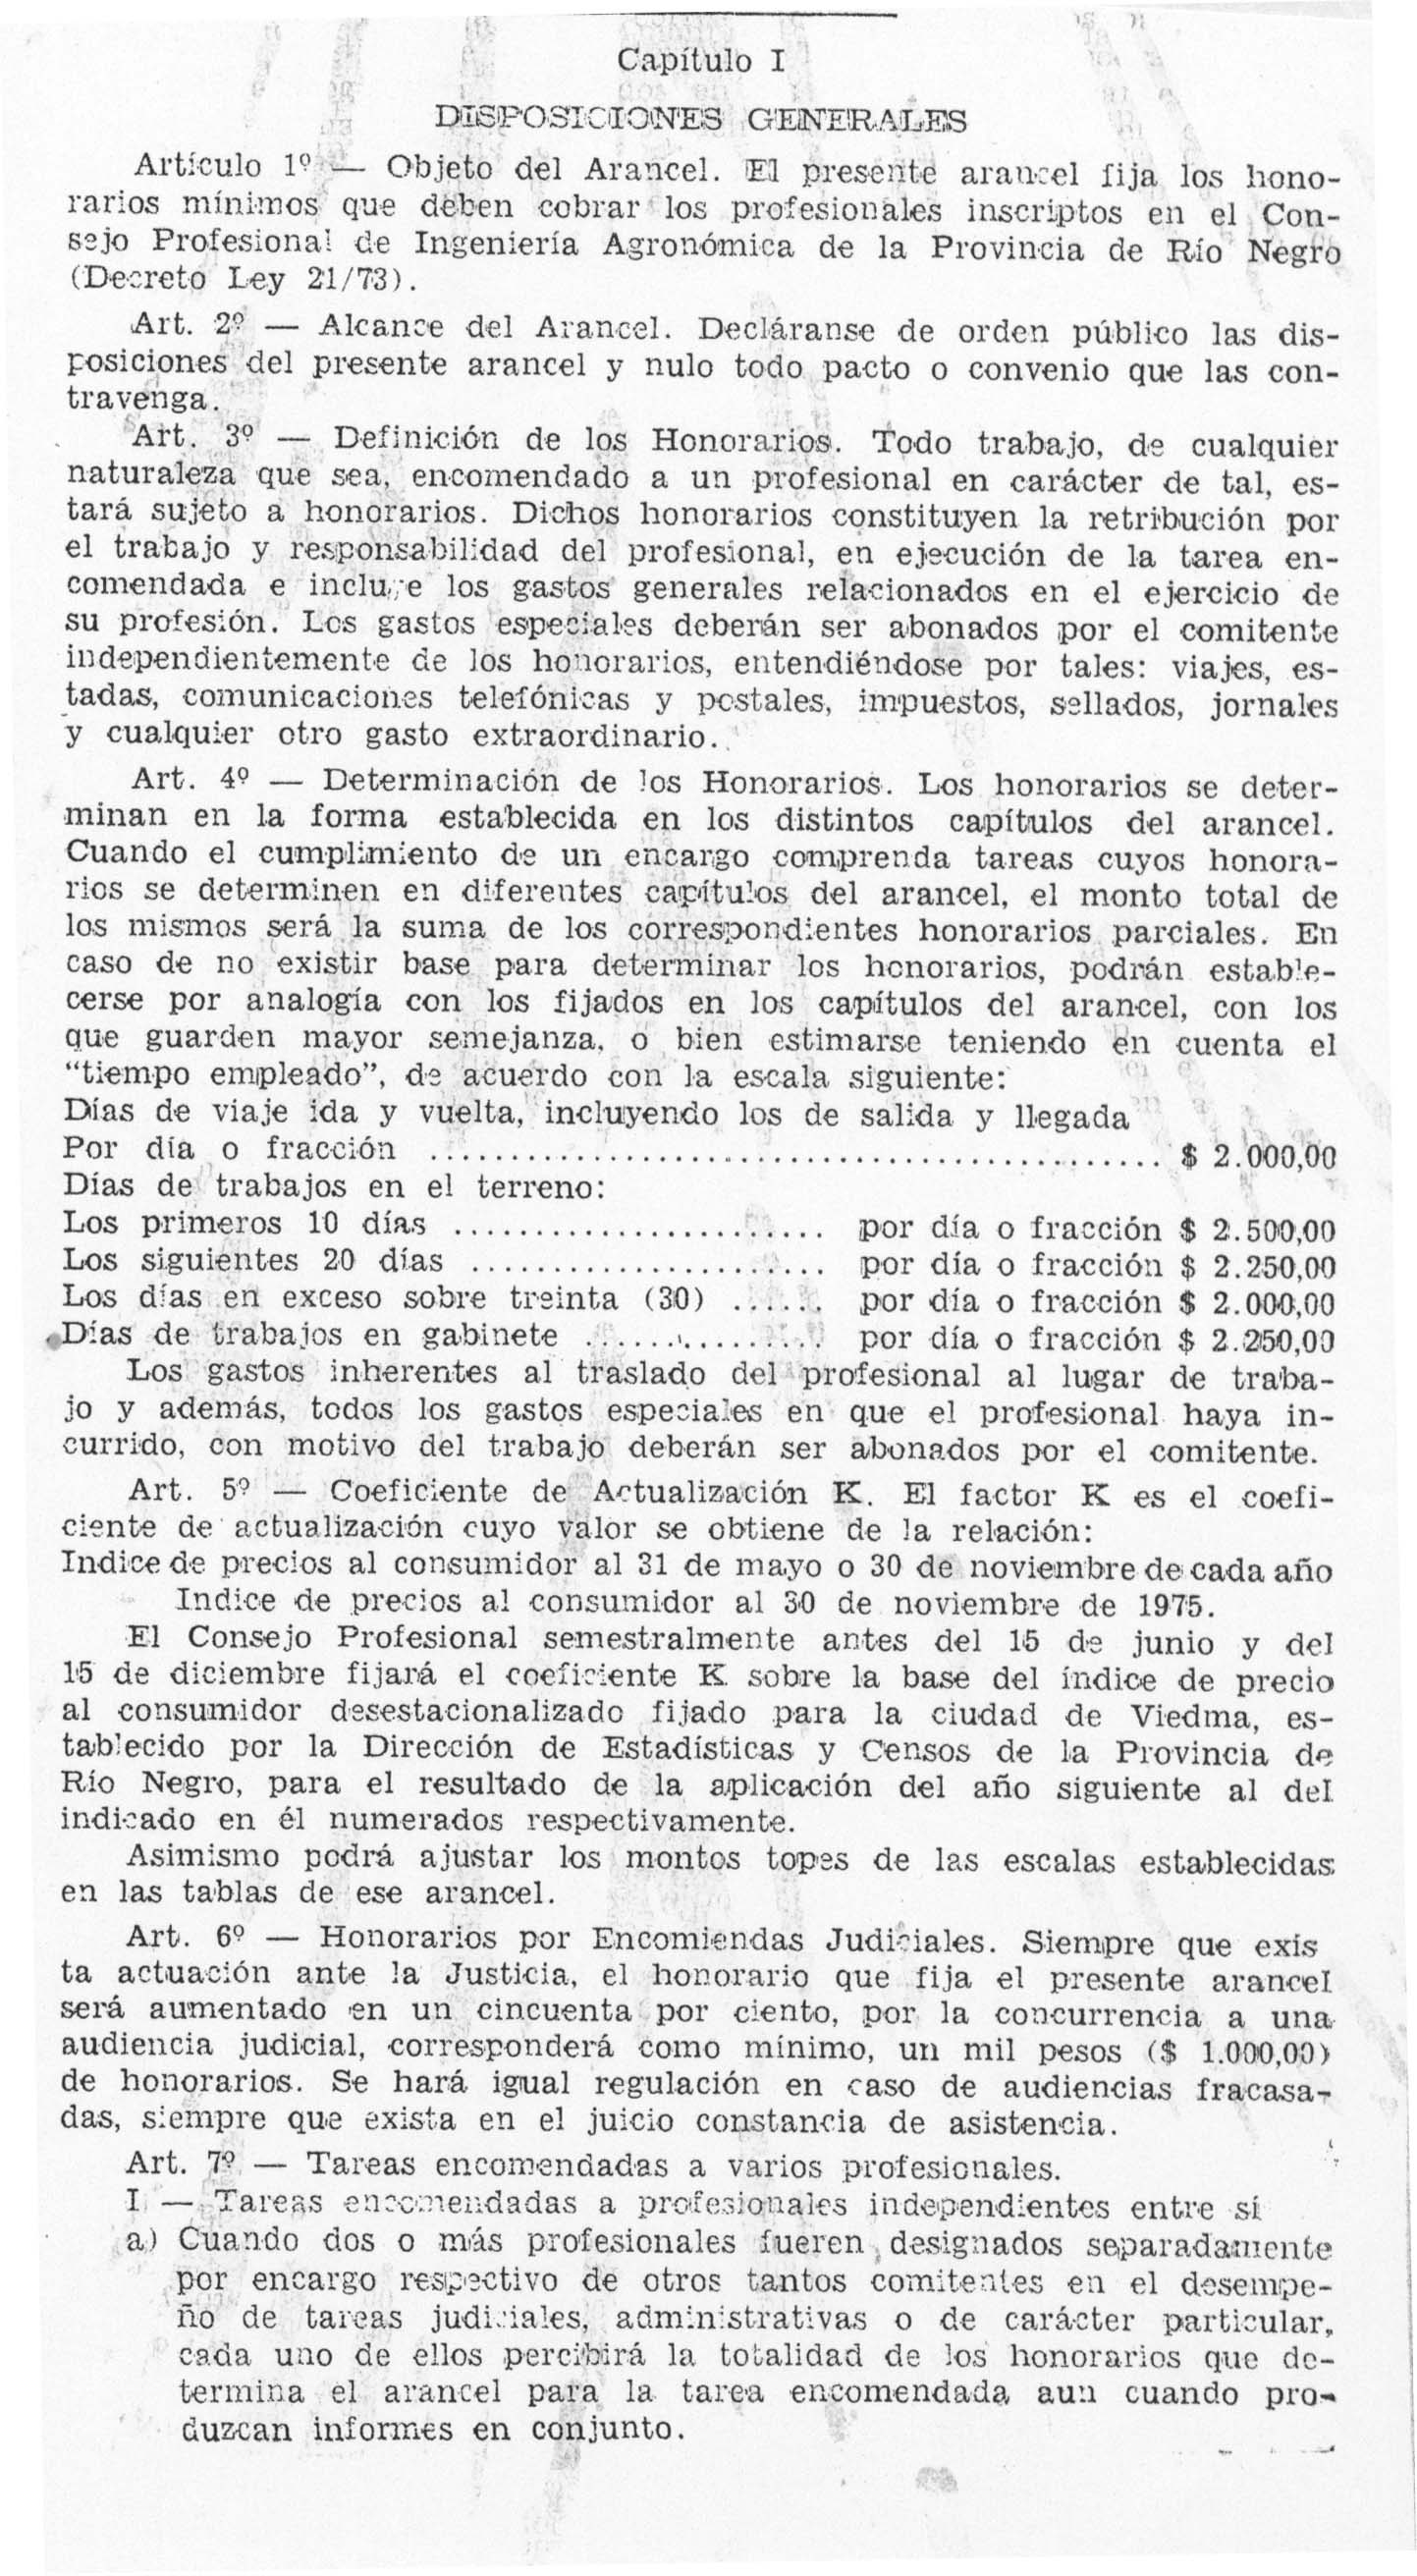 Capítulo I
DISPOSICIONES GENERALES
Artículo 1º — Objeto del Arancel. El presente arancel fija los hono-
rarios mínimos que deben cobrar los profesionales inscriptos en el Con-
sejo Profesional de Ingeniería Agronómica de la Provincia de Río Negro
(Decreto Ley 21/73).
Art. 2º — Alcance del Arancel. Decláranse de orden público las dis-
posiciones del presente arancel y nulo todo pacto o convenio que las con-
travenga.
Art. 3º — Definición de los Honorarios. Todo trabajo, de cualquier
naturaleza que sea, encomendado a un profesional en carácter de tal, es-
tará sujeto a honorarios. Dichos honorarios constituyen la retribución por
el trabajo y responsabilidad del profesional, en ejecución de la tarea en-
comendada e incluye los gastos generales relacionados en el ejercicio de
su profesión. Los gastos especiales deberán ser abonados por el comitente
independientemente de los honorarios, entendiéndose por tales: viajes, es-
tadas, comunicaciones telefónicas y postales, impuestos, sellados, jornales
y cualquier otro gasto extraordinario.
Art. 4º — Determinación de los Honorarios. Los honorarios se deter-
minan en la forma establecida en los distintos capítulos del arancel.
Cuando el cumplimiento de un encargo comprenda tareas cuyos honora-
rios se determinen en diferentes capítulos del arancel, el monto total de
los mismos será la suma de los correspondientes honorarios parciales. En
caso de no existir base para determinar los honorarios, podrán estable-
cerse por analogía con los fijados en los capítulos del arancel, con los
que guarden mayor semejanza, o bien estimarse teniendo en cuenta el
"tiempo empleado", de acuerdo con la escala siguiente:
Días de viaje ida y vuelta, incluyendo los de salida y llegada
Por día o fracción ............................................. $ 2.000,00
Días de trabajos en el terreno:
Los primeros 10 días ....................... por día o fracción $ 2.500,00
Los siguientes 20 días ...................... por día o fracción $ 2.250,00
Los días en exceso sobre treinta (30) ...... por día o fracción $ 2.000,00
Días de trabajos en gabinete ............... por día o fracción $ 2.250,00
Los gastos inherentes al traslado del profesional al lugar de traba-
jo y además, todos los gastos especiales en que el profesional haya in-
currido, con motivo del trabajo deberán ser abonados por el comitente.
Art. 5º — Coeficiente de Actualización K. El factor K es el coefi-
ciente de actualización cuyo valor se obtiene de la relación:
Indice de precios al consumidor al 31 de mayo o 30 de noviembre de cada año
Indice de precios al consumidor al 30 de noviembre de 1975.
El Consejo Profesional semestralmente antes del 15 de junio y del
15 de diciembre fijará el coeficiente K sobre la base del índice de precio
al consumidor desestacionalizado fijado para la ciudad de Viedma, es-
tablecido por la Dirección de Estadísticas y Censos de la Provincia de
Río Negro, para el resultado de la aplicación del año siguiente al del
indicado en él numerados respectivamente.
Asimismo podrá ajustar los montos topes de las escalas establecidas
en las tablas de ese arancel.
Art. 6º — Honorarios por Encomiendas Judiciales. Siempre que exis
ta actuación ante la Justicia, el honorario que fija el presente arancel
será aumentado en un cincuenta por ciento, por la concurrencia a una
audiencia judicial, corresponderá como mínimo, un mil pesos ($ 1.000,00)
de honorarios. Se hará igual regulación en caso de audiencias fracasa-
das, siempre que exista en el juicio constancia de asistencia.
Art. 7º — Tareas encomendadas a varios profesionales.
I — Tareas encomendadas a profesionales independientes entre sí
a) Cuando dos o más profesionales fueren designados separadamente
por encargo respectivo de otros tantos comitentes en el desempe-
ño de tareas judiciales, administrativas o de carácter particular,
cada uno de ellos percibirá la totalidad de los honorarios que de-
termina el arancel para la tarea encomendada aun cuando pro-
duzcan informes en conjunto.